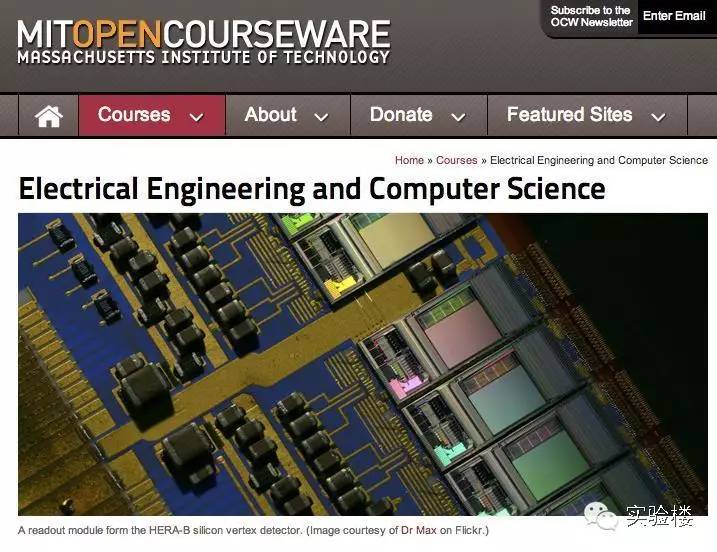 Subscribe to the
OCW Newsletter
Enter Email
MITOPENCOURSEWARE
MASSACHUSETTS INSTITUTE OF TECHNOLOGY
Courses
About
Donate
Featured Sites
Home » Courses » Electrical Engineering and Computer Science
Electrical Engineering and Computer Science
A readout module form the HERA-B silicon vertex detector. (Image courtesy of Dr Max on Flickr.)
实验楼